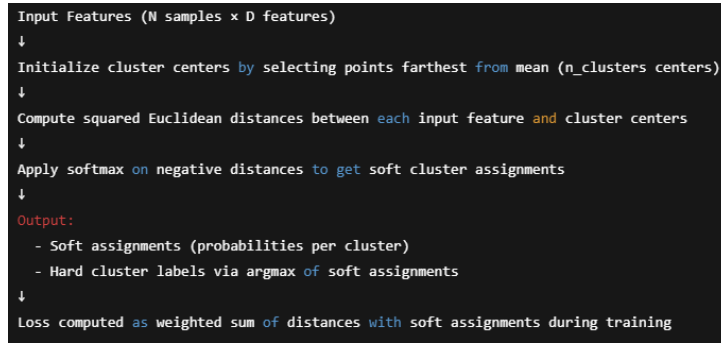 Input Features (N samples × D features)
↓
Initialize cluster centers by selecting points farthest from mean (n_clusters centers)
↓
Compute squared Euclidean distances between each input feature and cluster centers
↓
Apply softmax on negative distances to get soft cluster assignments
↓
Output:
- Soft assignments (probabilities per cluster)
- Hard cluster labels via argmax of soft assignments
↓
Loss computed as weighted sum of distances with soft assignments during training